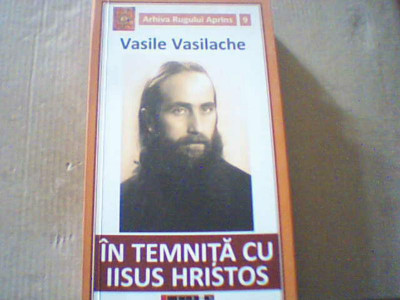 Arhiva Rugului Aprins 9
Vasile Vasilache
ÎN TEMNIȚĂ CU
IISUS HRISTOS